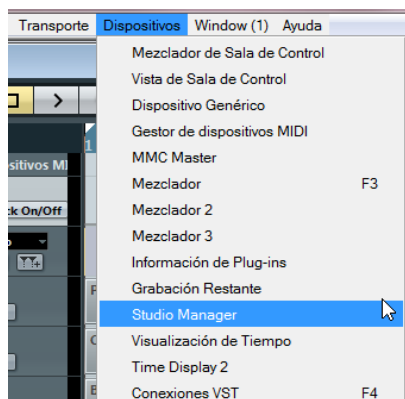 Transporte Dispositivos Window (1) Ayuda
Mezclador de Sala de Control
Vista de Sala de Control
Dispositivo Genérico
Gestor de dispositivos MIDI
MMC Master
Mezclador F3
Mezclador 2
Mezclador 3
Información de Plug-ins
Grabación Restante
Studio Manager
Visualización de Tiempo
Time Display 2
Conexiones VST F4
1
sitivos MI
ck On/Off